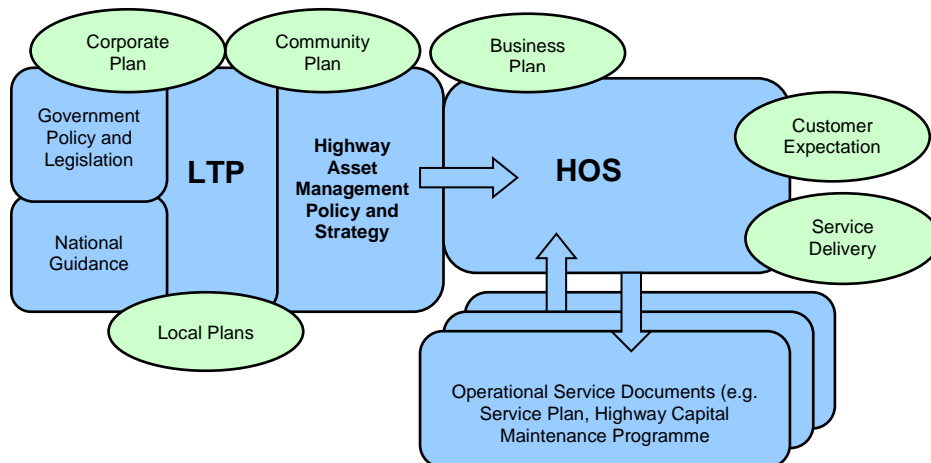 Corporate
Plan
Community
Plan
Business
Plan
Government
Policy and
Legislation
LTP
Highway
Asset
Management
Policy and
Strategy
HOS
Customer
Expectation
National
Guidance
Service
Delivery
Local Plans
Operational Service Documents (e.g.
Service Plan, Highway Capital
Maintenance Programme